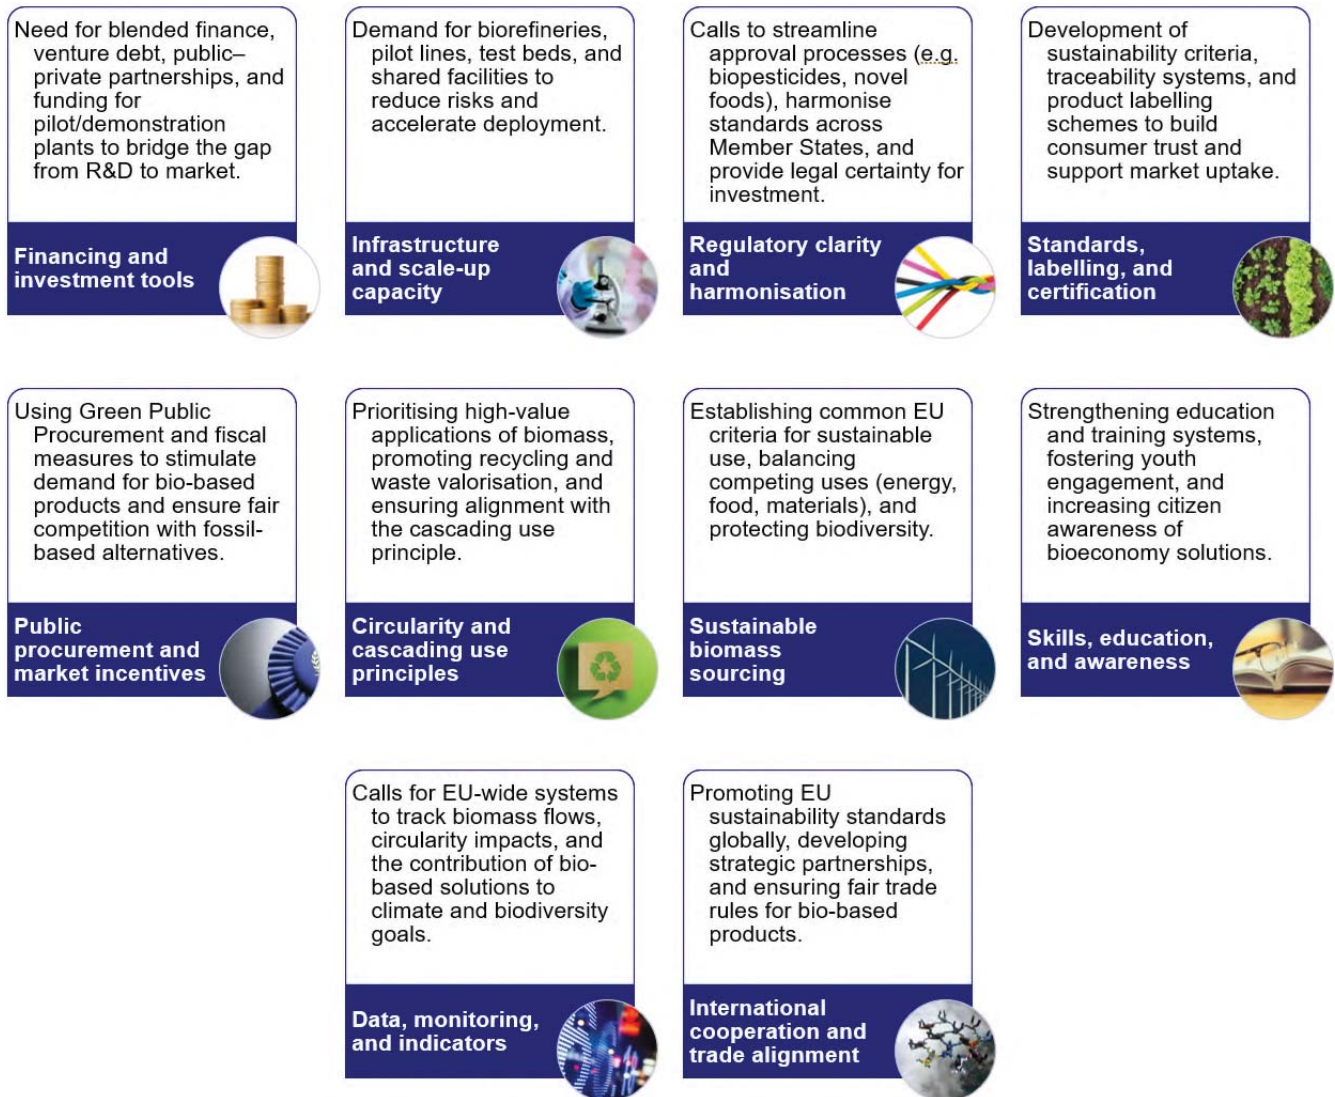 Need for blended finance,
venture debt, public–
private partnerships, and
funding for
pilot/demonstration
plants to bridge the gap
from R&D to market.
Financing and
investment tools
Demand for biorefineries,
pilot lines, test beds, and
shared facilities to
reduce risks and
accelerate deployment.
Infrastructure
and scale-up
capacity
Calls to streamline
approval processes (e.g.
biopesticides, novel
foods), harmonise
standards across
Member States, and
provide legal certainty for
investment.
Regulatory clarity
and
harmonisation
Development of
sustainability criteria,
traceability systems, and
product labelling
schemes to build
consumer trust and
support market uptake.
Standards,
labelling, and
certification
Using Green Public
Procurement and fiscal
measures to stimulate
demand for bio-based
products and ensure fair
competition with fossil-
based alternatives.
Public
procurement and
market incentives
Prioritising high-value
applications of biomass,
promoting recycling and
waste valorisation, and
ensuring alignment with
the cascading use
principle.
Circularity and
cascading use
principles
Establishing common EU
criteria for sustainable
use, balancing
competing uses (energy,
food, materials), and
protecting biodiversity.
Sustainable
biomass
sourcing
Strengthening education
and training systems,
fostering youth
engagement, and
increasing citizen
awareness of
bioeconomy solutions.
Skills, education,
and awareness
Calls for EU-wide systems
to track biomass flows,
circularity impacts, and
the contribution of bio-
based solutions to
climate and biodiversity
goals.
Data, monitoring,
and indicators
Promoting EU
sustainability standards
globally, developing
strategic partnerships,
and ensuring fair trade
rules for bio-based
products.
International
cooperation and
trade alignment